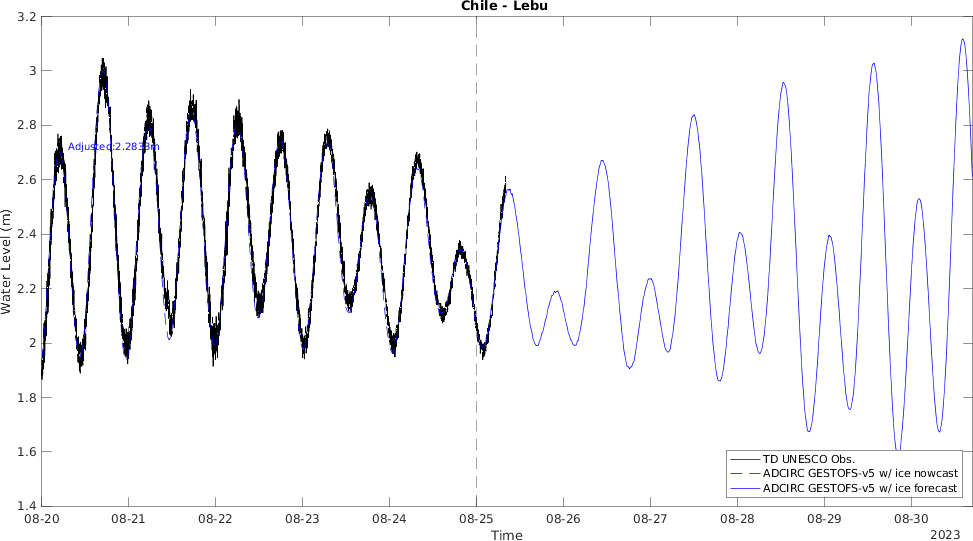 Chile - Lebu
3.2
3
2.8
2.6
2.4
2.2
2
1.8
1.6
1.4
Water Level (m)
Adjusted:2.2833m
TD UNESCO Obs.
ADCIRC GESTOFS-v5 w/ ice nowcast
ADCIRC GESTOFS-v5 w/ ice forecast
08-20 08-21 08-22 08-23 08-24 08-25 08-26 08-27 08-28 08-29 08-30
Time
2023